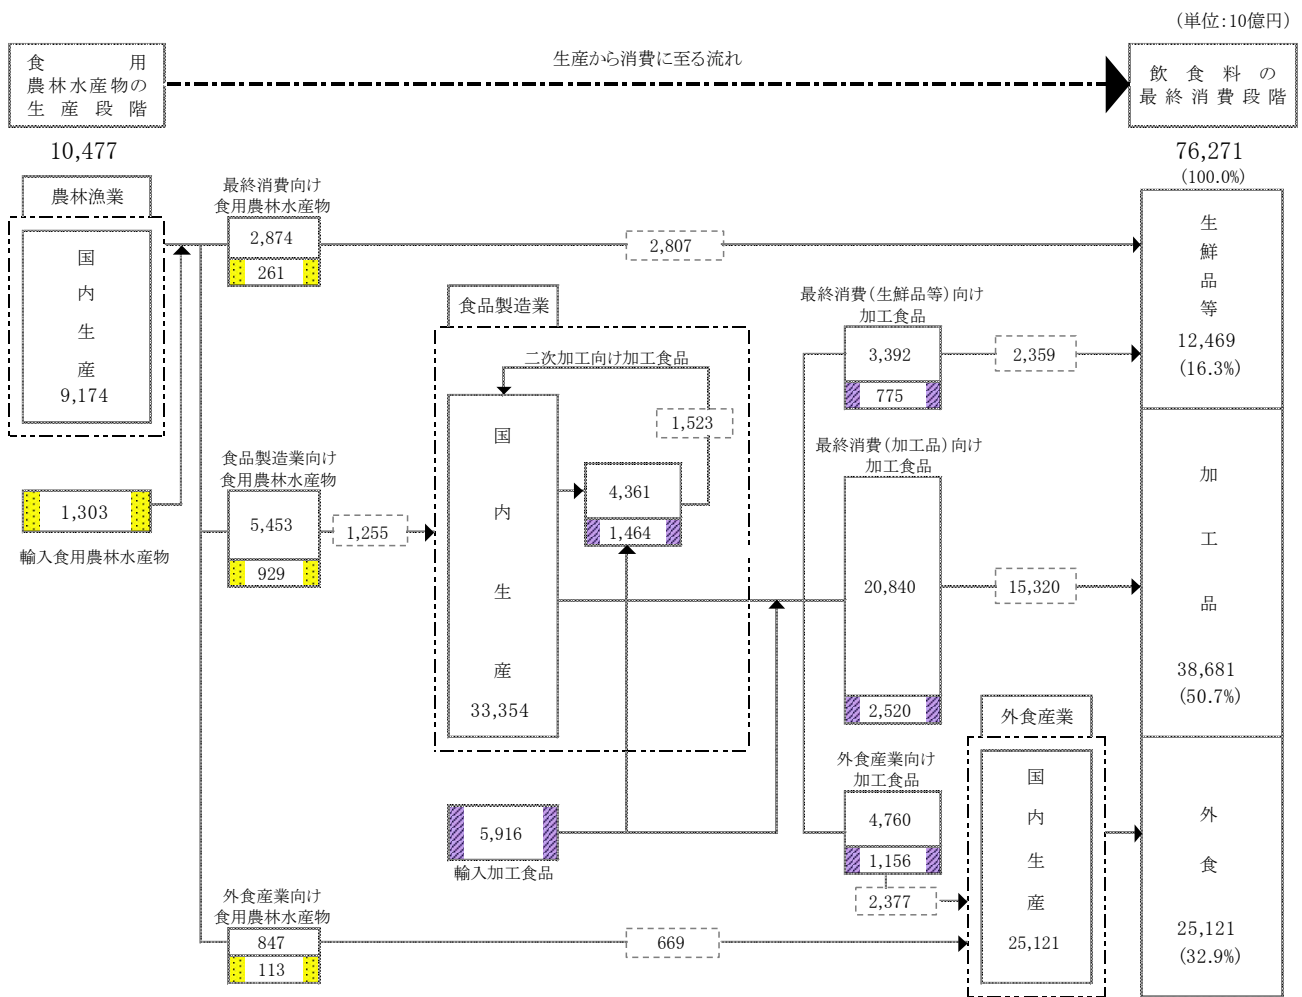 （単位：10億円）
食用
農林水産物の
生産段階
生産から消費に至る流れ
飲食料の
最終消費段階
10,477
76,271
(100.0%)
農林漁業
国内生産
9,174
1,303
輸入食用農林水産物
最終消費向け
食用農林水産物
2,874
261
2,807
食品製造業向け
食用農林水産物
5,453
929
1,255
食品製造業
二次加工向け加工食品
1,523
国内生産
33,354
4,361
1,464
5,916
輸入加工食品
最終消費（生鮮品等）向け
加工食品
3,392
775
2,359
最終消費（加工品）向け
加工食品
20,840
2,520
15,320
外食産業向け
加工食品
4,760
1,156
2,377
外食産業向け
食用農林水産物
847
113
669
外食産業
国内生産
25,121
生鮮品等
12,469
(16.3%)
加工品
38,681
(50.7%)
外食
25,121
(32.9%)